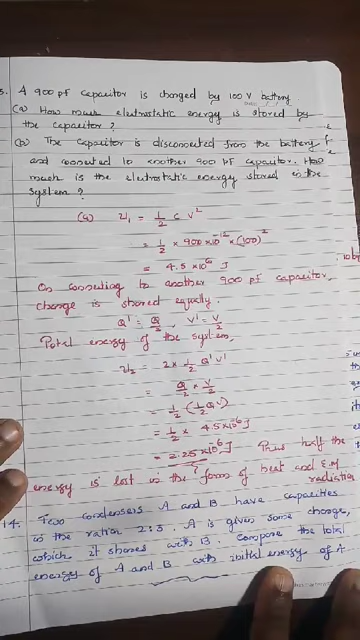 5. A 900 pf capacitor is charged by 100 V battery.
(a) How much electrostatic energy is stored by
the capacitor ?
(b) The capacitor is disconnected from the battery
and connected to another 900 PF capacitor. How
much is the electrostatic energy stored in the
system ?
(a) U₁ = 1/2 C V²
= 1/2 × 900 × 10⁻¹² × (100)²
= 4.5 × 10⁻⁶ J
On connecting to another 900 pf capacitor,
charge is stored equally.
Q' = Q/2 , V' = V/2
Total energy of the system,
U₂ = 2 × 1/2 Q' V'
= Q/2 × V/2
= 1/2 (1/2 QV)
= 1/2 × 4.5 × 10⁻⁶
= 2.25 × 10⁻⁶ J Thus half the
energy is lost in the form of heat and E.M
radiation
14. Two condensers A and B have capacities
in the ratio 2:3. A is given some charge,
which it shares with B. Compare the total
energy of A and B with initial energy of A